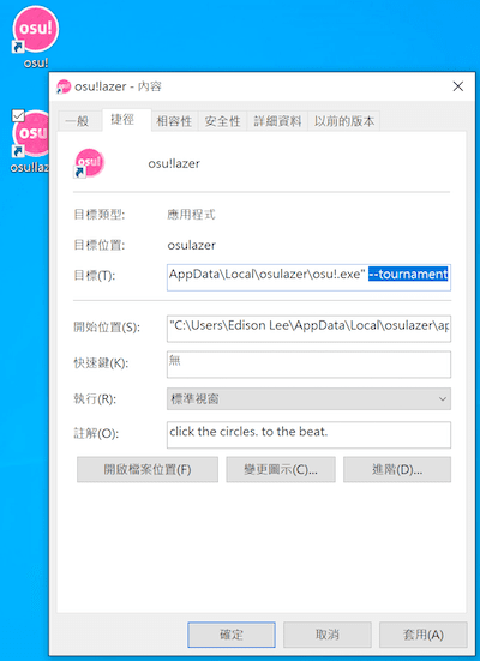 osu!
osu!
osu!lazer - 內容
osu
osu!laz
一般 捷徑 相容性 安全性 詳細資料 以前的版本
osu! osu!lazer
目標類型: 應用程式
目標位置: osulazer
目標(T): AppData\Local\osulazer\osu!.exe" --tournament
開始位置(S): "C:\Users\Edison Lee\AppData\Local\osulazer\ap
快速鍵(K): 無
執行(R): 標準視窗
註解(O): click the circles. to the beat.
開啟檔案位置(F) 變更圖示(C)... 進階(D)...
確定 取消 套用(A)